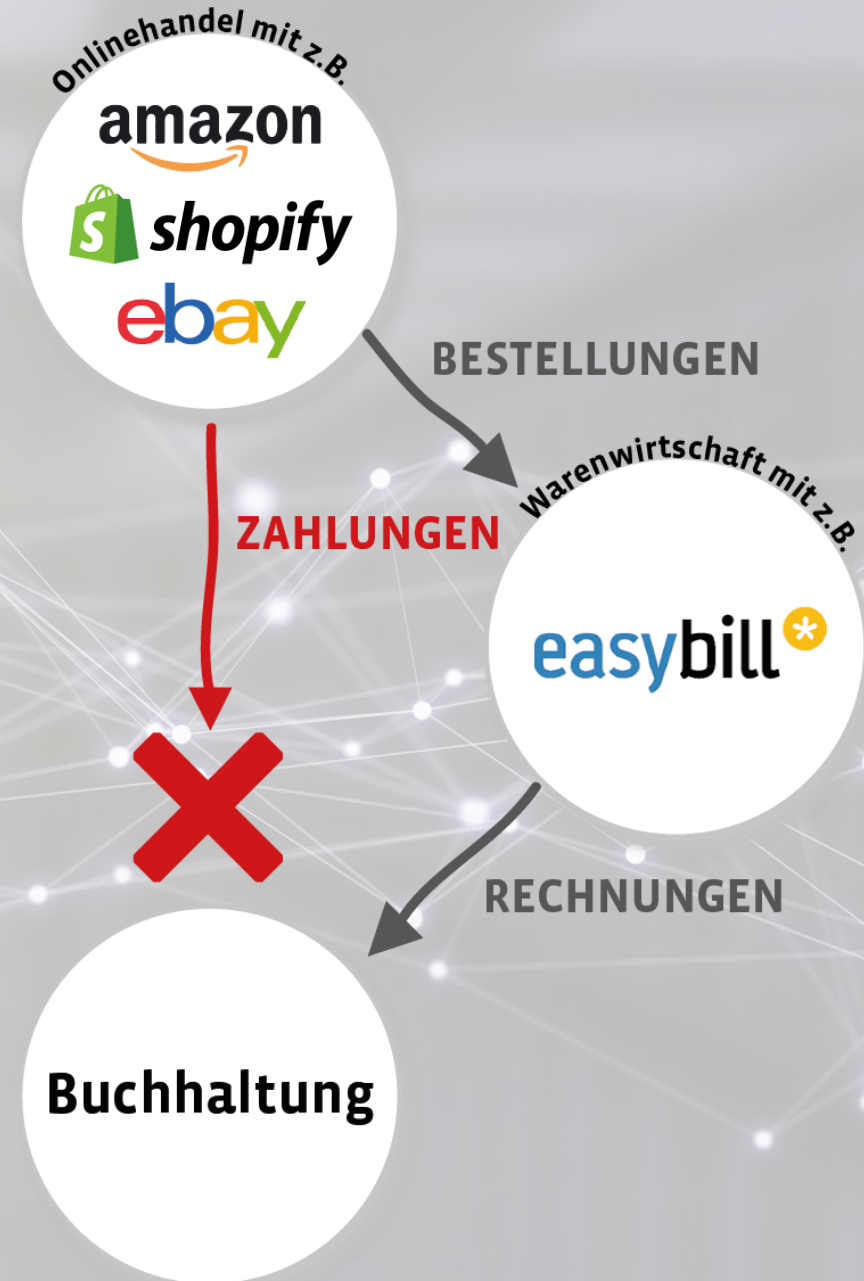 Onlinehandel mit z.B.
amazon
S shopify
ebay
BESTELLUNGEN
ZAHLUNGEN
Warenwirtschaft mit z.B.
easybill*
RECHNUNGEN
Buchhaltung